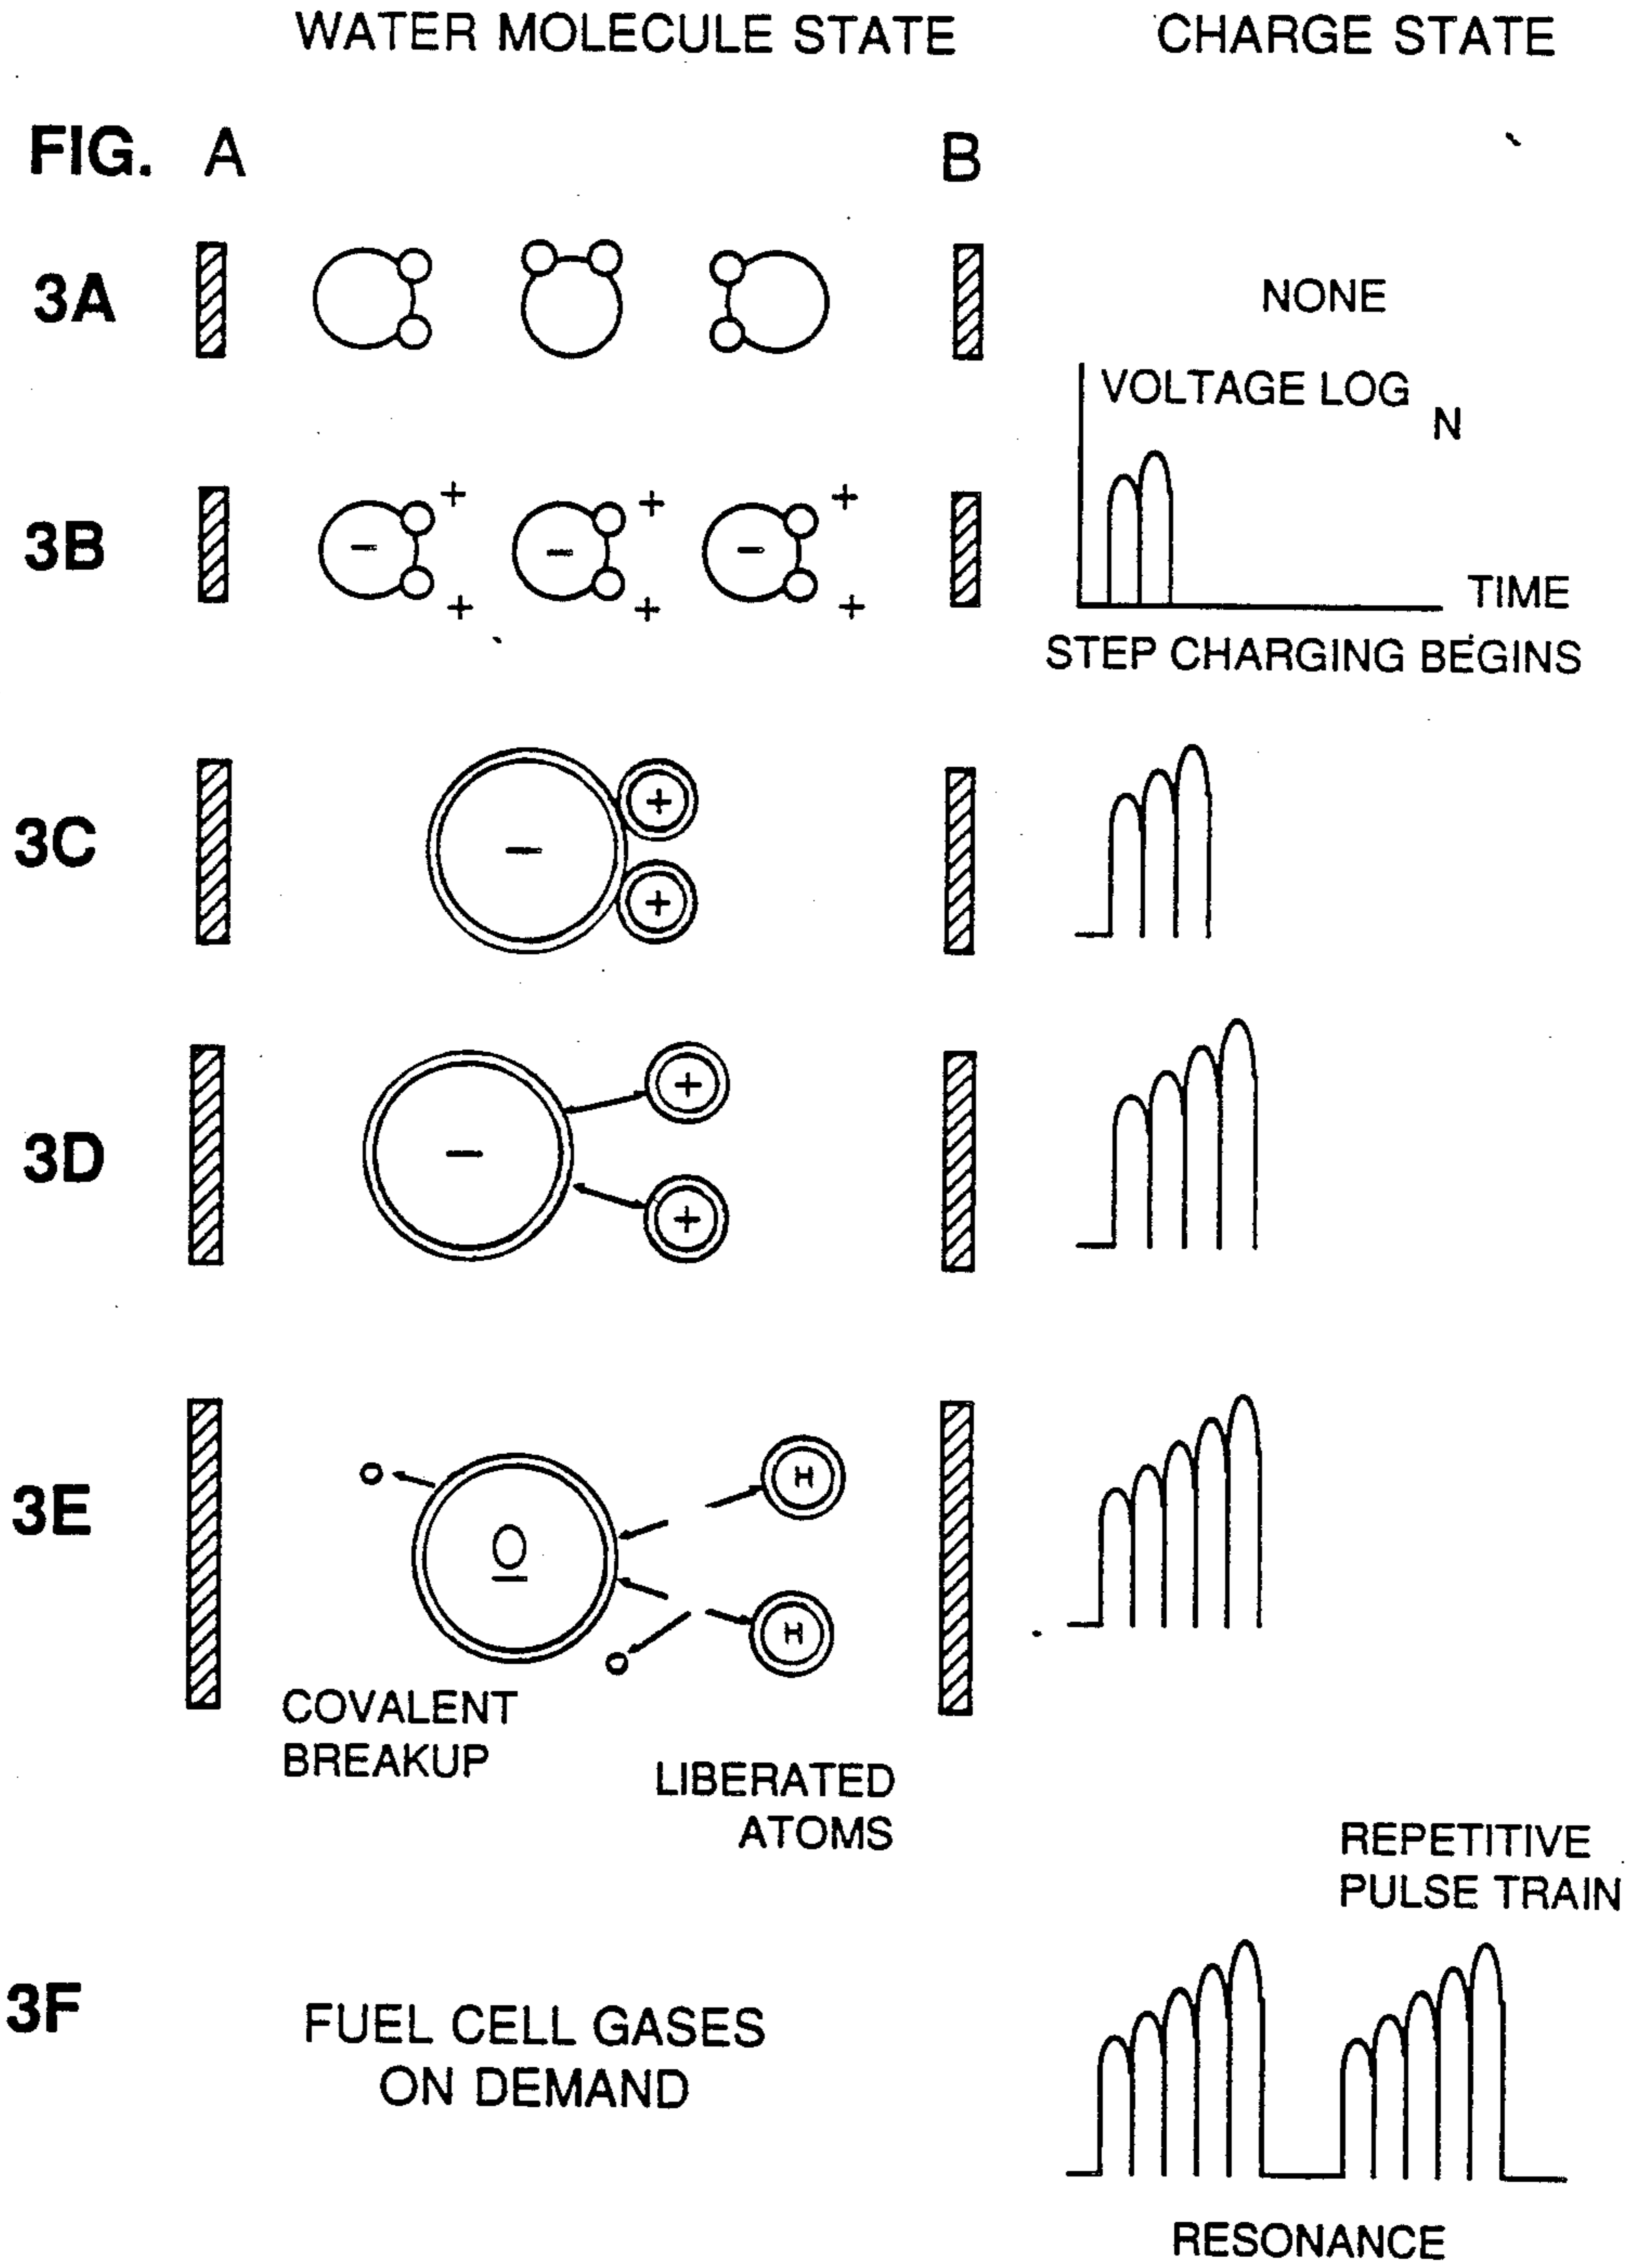 WATER MOLECULE STATE CHARGE STATE
FIG. A B
3A NONE
VOLTAGE LOG N
3B - + + - + + - + +
TIME
STEP CHARGING BEGINS
3C - + +
3D - + +
3E O H H
COVALENT
BREAKUP
LIBERATED
ATOMS
REPETITIVE
PULSE TRAIN
3F FUEL CELL GASES
ON DEMAND
RESONANCE